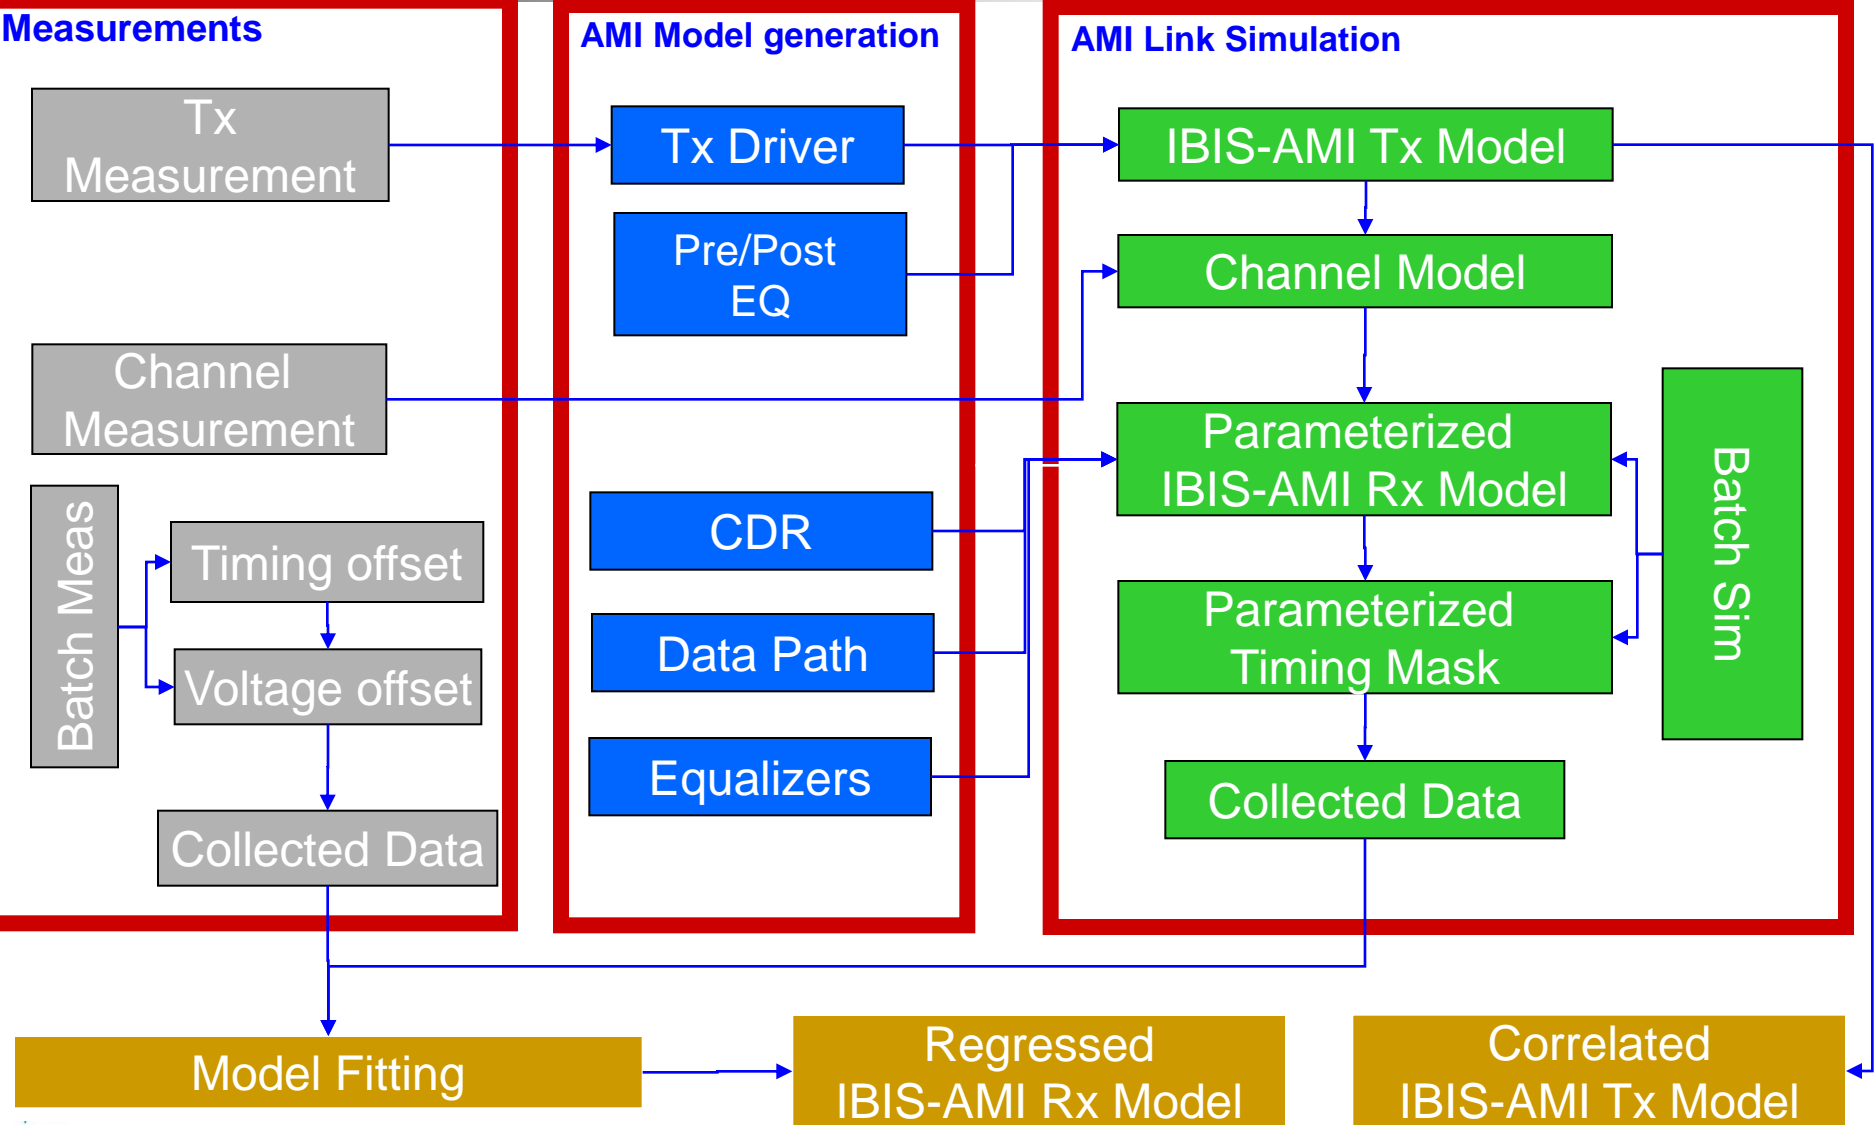 Measurements
Tx
Measurement
Channel
Measurement
Batch Meas
Timing offset
Voltage offset
Collected Data
AMI Model generation
Tx Driver
Pre/Post
EQ
CDR
Data Path
Equalizers
AMI Link Simulation
IBIS-AMI Tx Model
Channel Model
Parameterized
IBIS-AMI Rx Model
Parameterized
Timing Mask
Collected Data
Batch Sim
Model Fitting
Regressed
IBIS-AMI Rx Model
Correlated
IBIS-AMI Tx Model